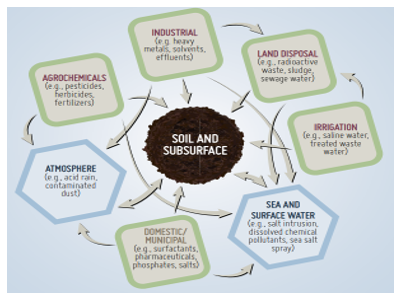 INDUSTRIAL
(e.g. heavy
metals, solvents,
effluents)
LAND DISPOSAL
(e.g., radioactive
waste, sludge,
sewage water)
AGROCHEMICALS
(e.g., pesticides,
herbicides,
fertilizers)
SOIL AND
SUBSURFACE
IRRIGATION
(e.g., saline water,
treated waste
water)
ATMOSPHERE
(e.g., acid rain,
contaminated
dust)
SEA AND
SURFACE WATER
(e.g., salt intrusion,
dissolved chemical
pollutants, sea salt
spray)
DOMESTIC/
MUNICIPAL
(e.g., surfactants,
pharmaceuticals,
phosphates, salts)